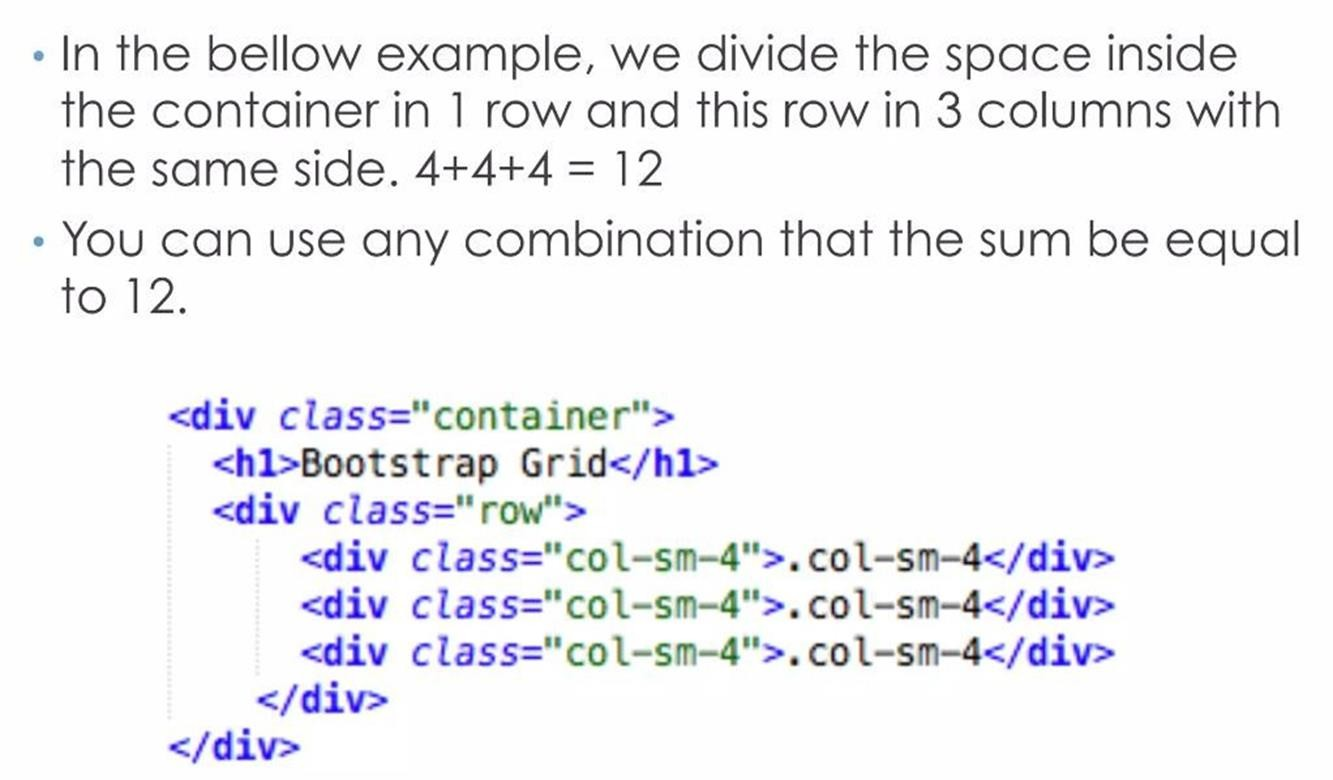 • In the bellow example, we divide the space inside
the container in 1 row and this row in 3 columns with
the same side. 4+4+4 = 12
• You can use any combination that the sum be equal
to 12.
<div class="container">
<h1>Bootstrap Grid</h1>
<div class="row">
<div class="col-sm-4">.col-sm-4</div>
<div class="col-sm-4">.col-sm-4</div>
<div class="col-sm-4">.col-sm-4</div>
</div>
</div>